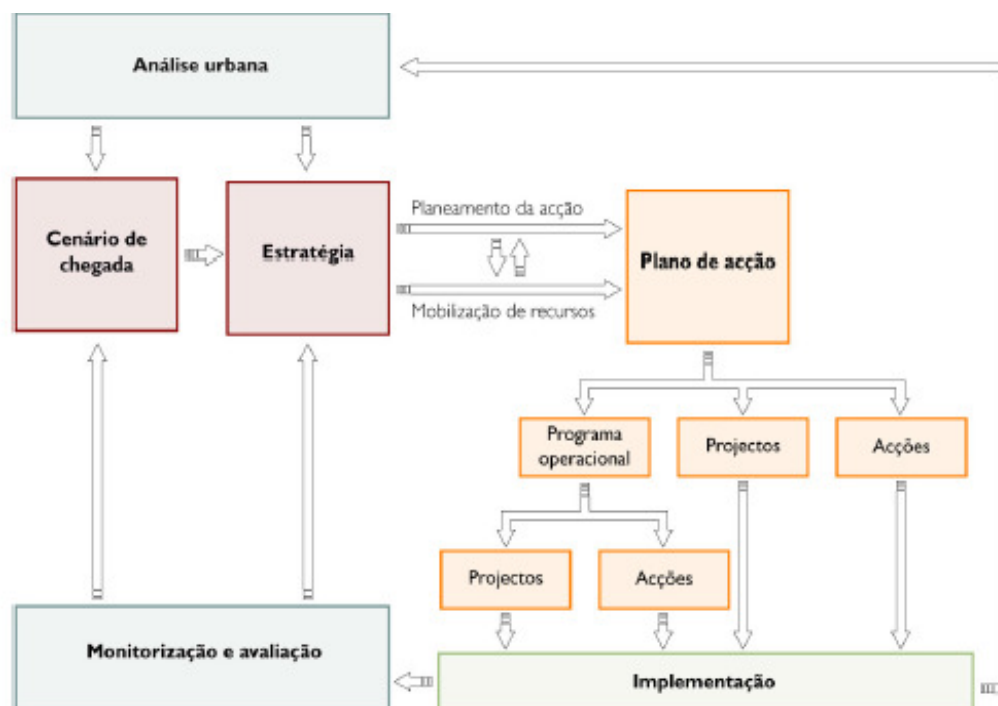 Análise urbana
Cenário de
chegada
Estratégia
Planeamento da acção
Mobilização de recursos
Plano de acção
Programa
operacional
Projectos
Acções
Projectos
Acções
Monitorização e avaliação
Implementação